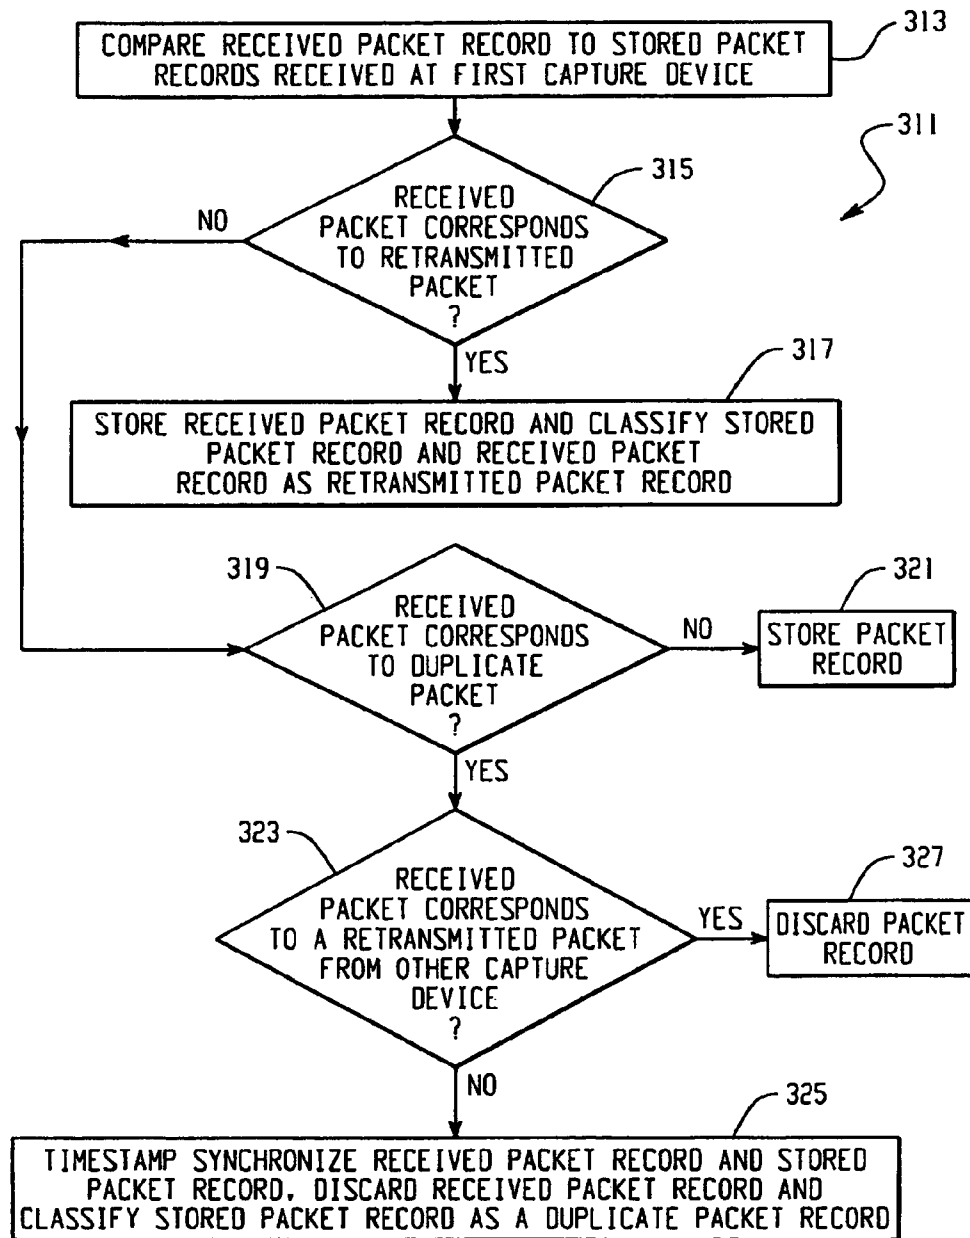 313
COMPARE RECEIVED PACKET RECORD TO STORED PACKET
RECORDS RECEIVED AT FIRST CAPTURE DEVICE
311
315
RECEIVED
PACKET CORRESPONDS
TO RETRANSMITTED
PACKET
?
NO
YES
317
STORE RECEIVED PACKET RECORD AND CLASSIFY STORED
PACKET RECORD AND RECEIVED PACKET
RECORD AS RETRANSMITTED PACKET RECORD
319
RECEIVED
PACKET CORRESPONDS
TO DUPLICATE
PACKET
?
NO
321
STORE PACKET
RECORD
YES
323
RECEIVED
PACKET CORRESPONDS
TO A RETRANSMITTED PACKET
FROM OTHER CAPTURE
DEVICE
?
YES
327
DISCARD PACKET
RECORD
NO
325
TIMESTAMP SYNCHRONIZE RECEIVED PACKET RECORD AND STORED
PACKET RECORD, DISCARD RECEIVED PACKET RECORD AND
CLASSIFY STORED PACKET RECORD AS A DUPLICATE PACKET RECORD